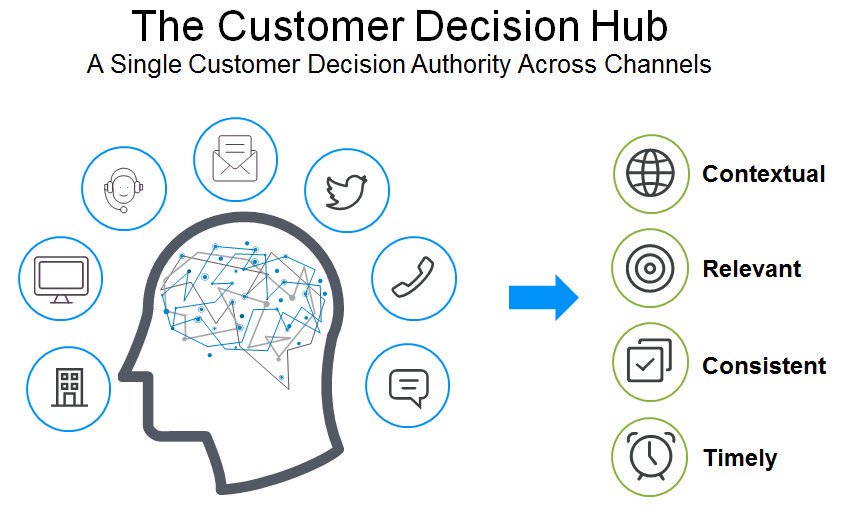 The Customer Decision Hub
A Single Customer Decision Authority Across Channels
Contextual
Relevant
Consistent
Timely